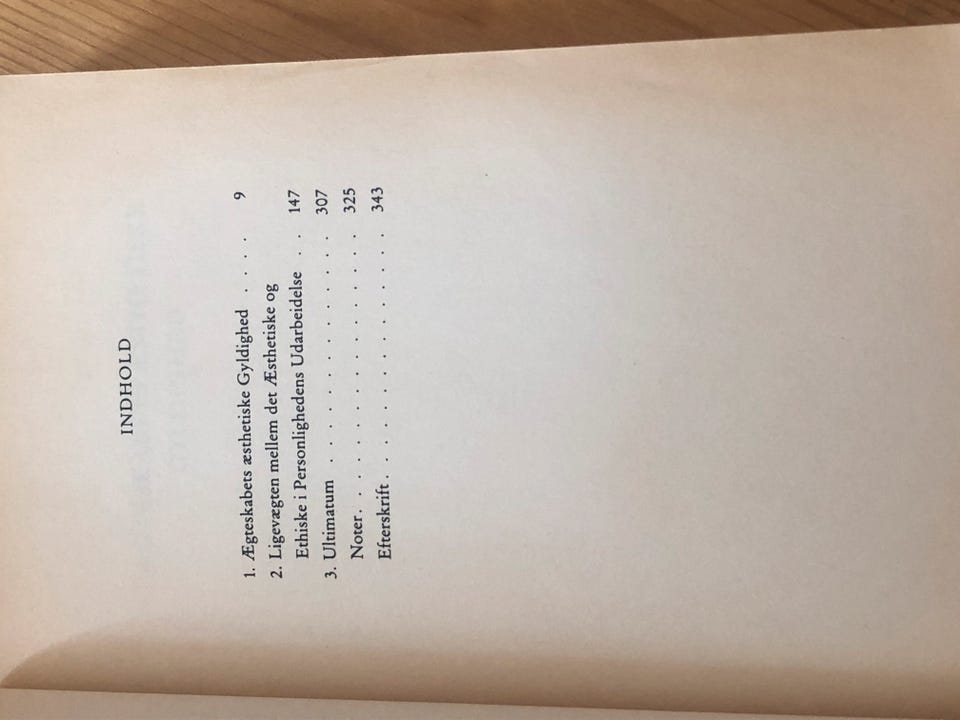 INDHOLD
1. Ægteskabets æsthetiske Gyldighed . . . . 9
2. Ligevægten mellem det Æsthetiske og
Ethiske i Personlighedens Udarbeidelse . . 147
3. Ultimatum . . . . . . . . . . . . . 307
Noter. . . . . . . . . . . . . . . 325
Efterskrift . . . . . . . . . . . . . 343